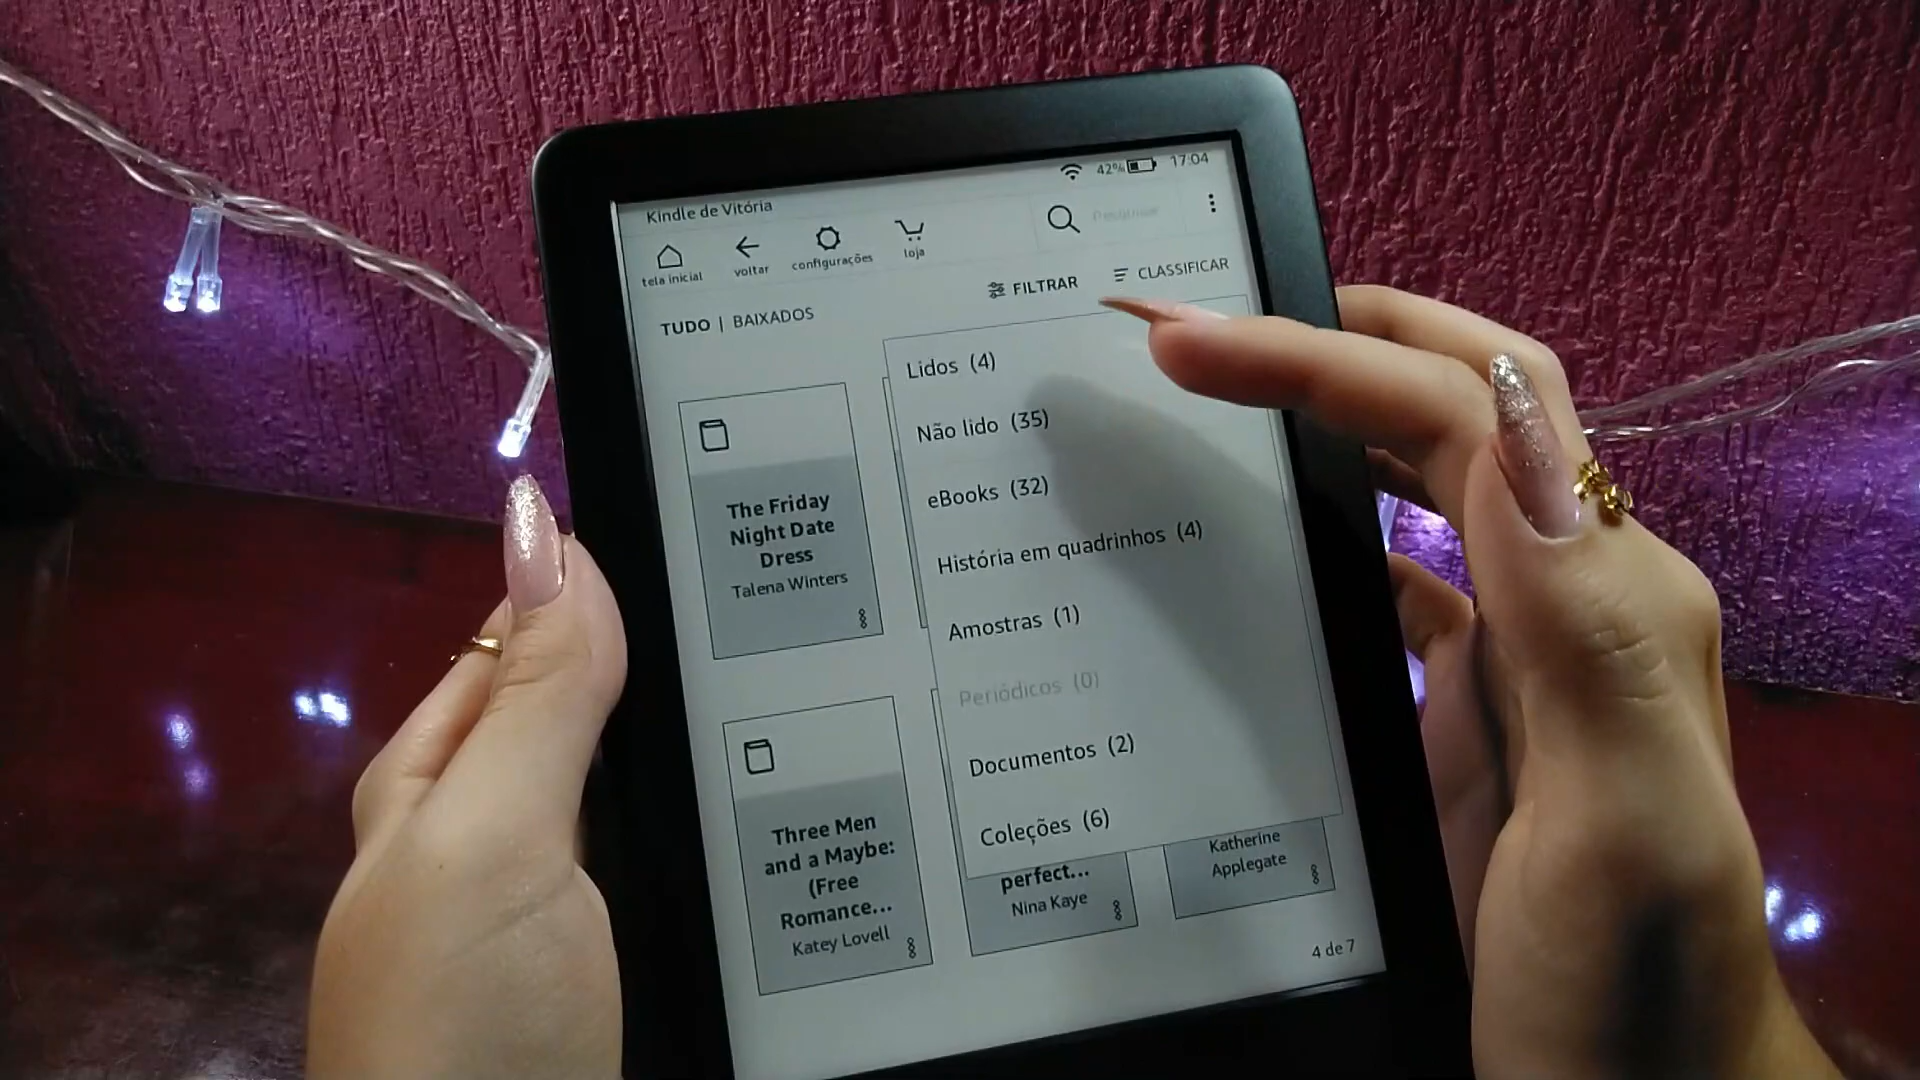 42% 17:04
Kindle de Vitória
tela inicial
voltar
configurações
loja
FILTRAR
CLASSIFICAR
TUDO | BAIXADOS
Lidos (4)
Não lido (35)
eBooks (32)
História em quadrinhos (4)
Amostras (1)
Periódicos (0)
Documentos (2)
Coleções (6)
The Friday
Night Date
Dress
Talena Winters
Three Men
and a Maybe:
(Free
Romance...
Katey Lovell
perfect...
Nina Kaye
Katherine
Applegate
4 de 7